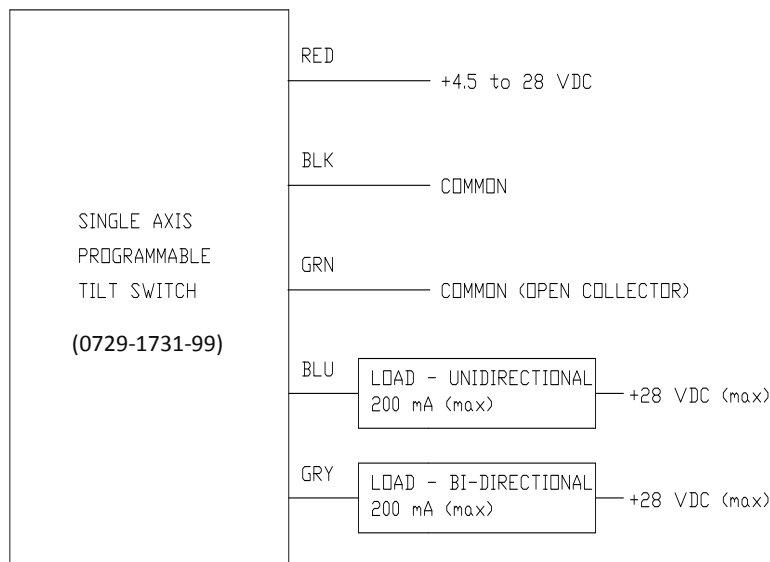 RED
+4.5 to 28 VDC
BLK
COMMON
SINGLE AXIS
PROGRAMMABLE
TILT SWITCH
(0729-1731-99)
GRN
COMMON (OPEN COLLECTOR)
BLU
LOAD - UNIDIRECTIONAL
200 mA (max)
+28 VDC (max)
GRY
LOAD - BI-DIRECTIONAL
200 mA (max)
+28 VDC (max)